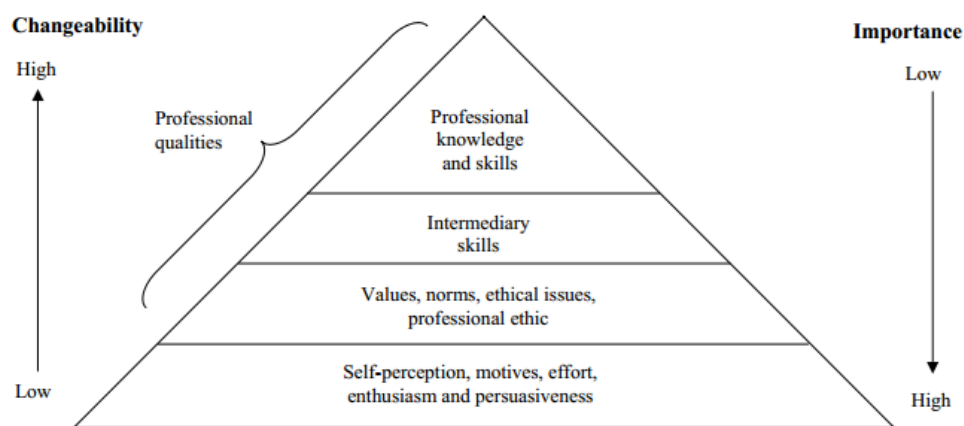 Changeability
Importance
High
Low
Professional
qualities
Professional
knowledge
and skills
Intermediary
skills
Values, norms, ethical issues,
professional ethic
Self-perception, motives, effort,
enthusiasm and persuasiveness
Low
High